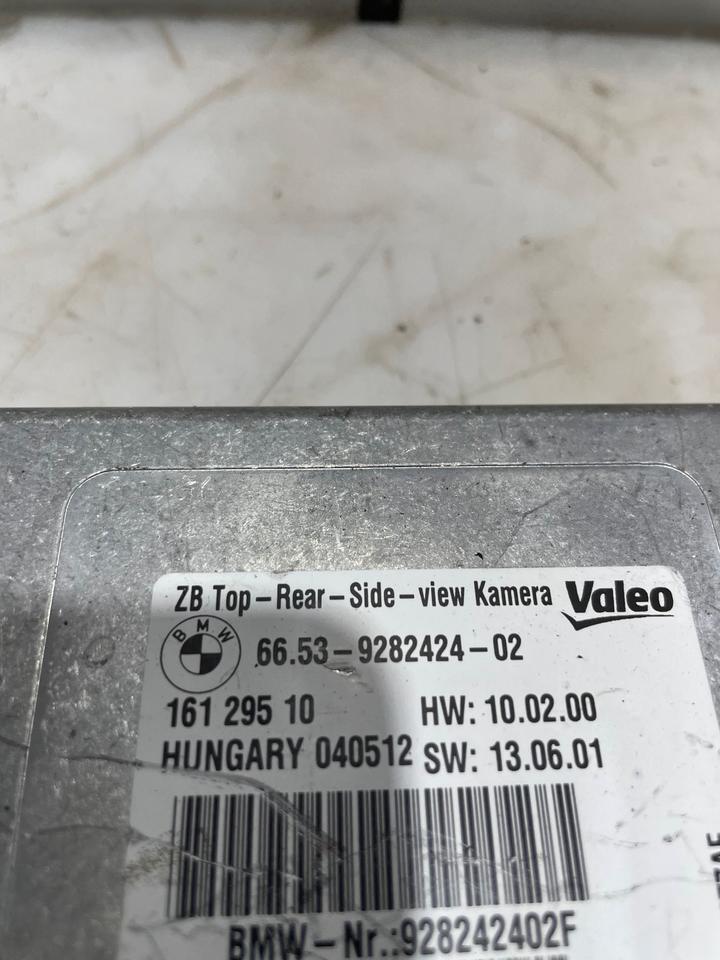 ZB Top-Rear-Side-view Kamera Valeo
BMW 66.53-9282424-02
161 295 10 HW: 10.02.00
HUNGARY 040512 SW: 13.06.01
BMW-Nr.:928242402F